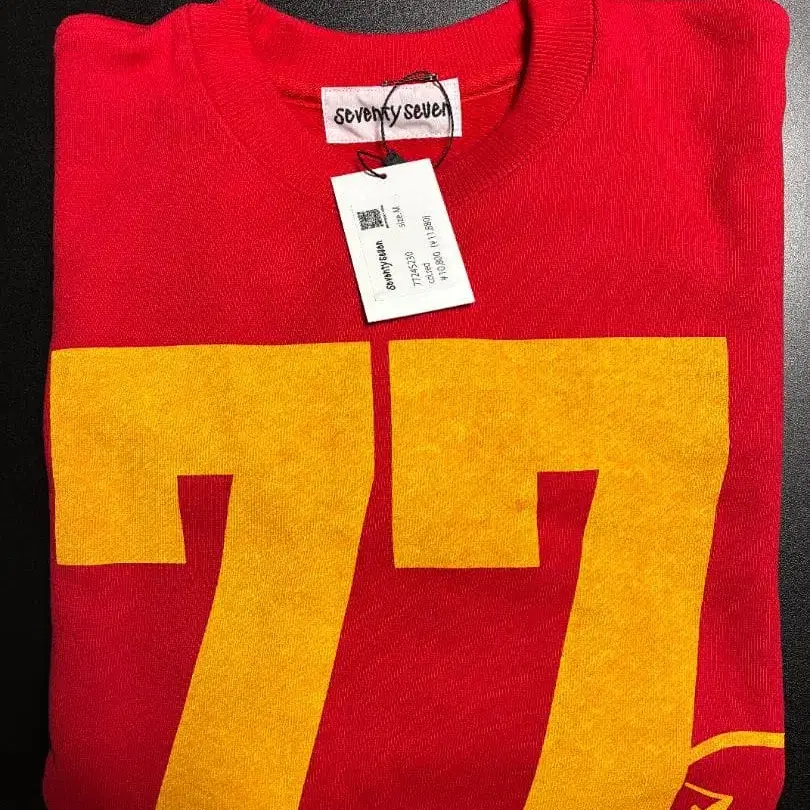 seventy seven
seventy seven
77245230
col.red
¥10,800 (¥11,880)
size.M
77